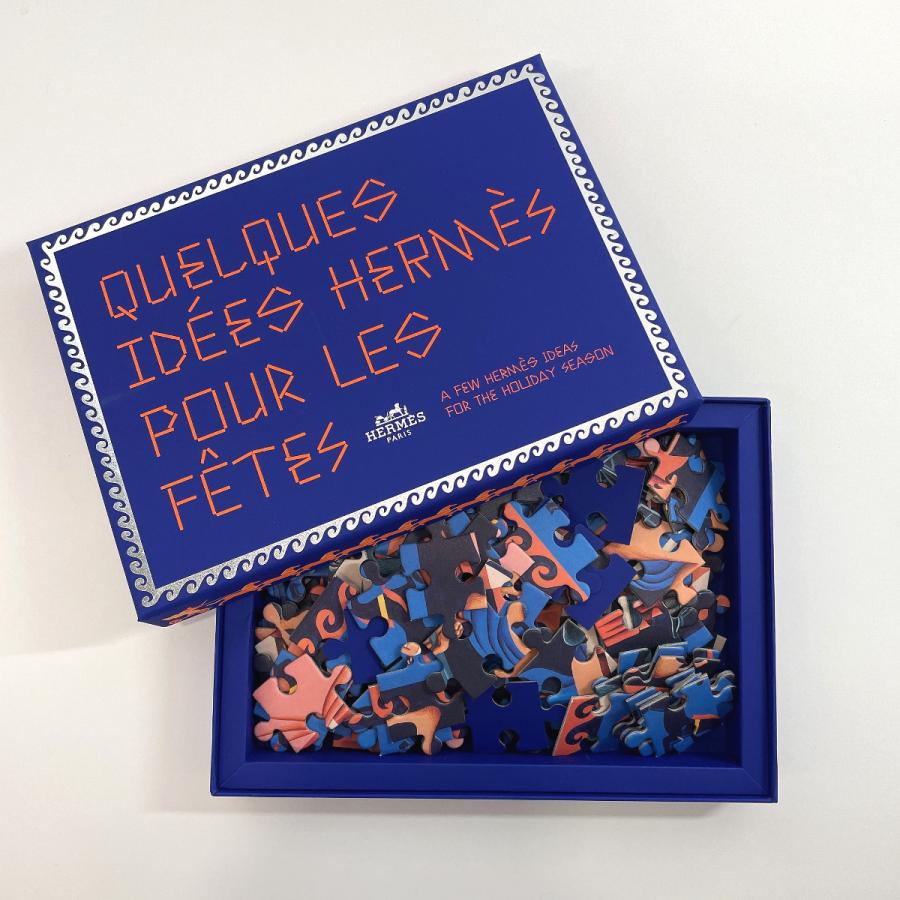 QUELQUES
IDÉES HERMÈS
POUR LES
FÊTES
HERMÈS
PARIS
A FEW HERMÈS IDEAS
FOR THE HOLIDAY SEASON